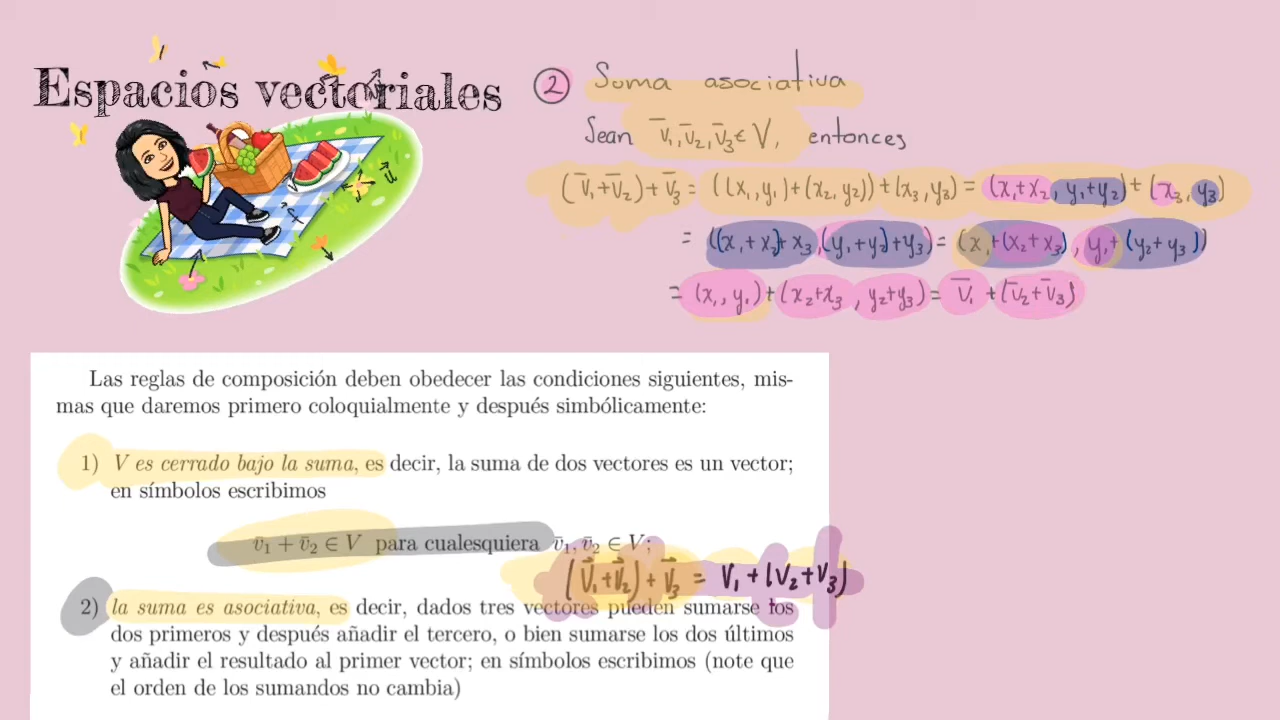 Espacios vectoriales
② Suma asociativa
Sean v̄₁, v̄₂, v̄₃ ∈ V, entonces
(v̄₁+v̄₂)+v̄₃ = ((x₁,y₁)+(x₂,y₂))+(x₃,y₃) = (x₁+x₂, y₁+y₂)+(x₃, y₃)
= ((x₁+x₂)+x₃, (y₁+y₂)+y₃) = (x₁+(x₂+x₃), y₁+(y₂+y₃))
= (x₁, y₁)+(x₂+x₃, y₂+y₃) = v̄₁+(v̄₂+v̄₃)
Las reglas de composición deben obedecer las condiciones siguientes, mis-
mas que daremos primero coloquialmente y después simbólicamente:
1) V es cerrado bajo la suma, es decir, la suma de dos vectores es un vector;
en símbolos escribimos
v̄₁ + v̄₂ ∈ V para cualesquiera v̄₁, v̄₂ ∈ V;
(v⃗₁+v⃗₂)+v⃗₃ = v₁+(v₂+v₃)
2) la suma es asociativa, es decir, dados tres vectores pueden sumarse los
dos primeros y después añadir el tercero, o bien sumarse los dos últimos
y añadir el resultado al primer vector; en símbolos escribimos (note que
el orden de los sumandos no cambia)